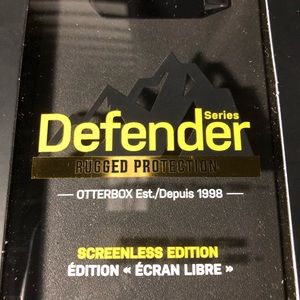 Series
Defender
RUGGED PROTECTION
OTTERBOX Est./Depuis 1998
SCREENLESS EDITION
ÉDITION « ÉCRAN LIBRE »